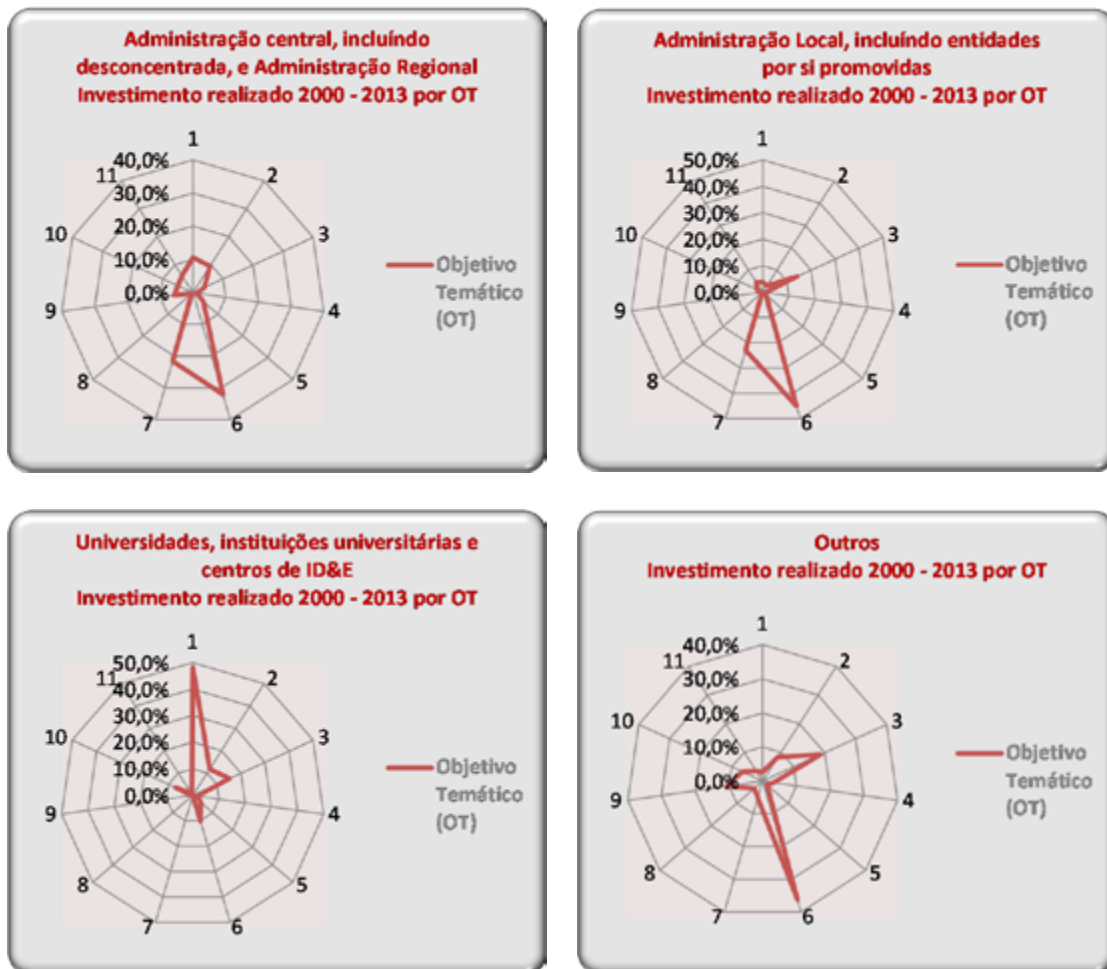 Administração central, incluíndo
desconcentrada, e Administração Regional
Investimento realizado 2000 - 2013 por OT
1
40,0%
11
2
30,0%
20,0%
10
3
10,0%
0,0%
9
4
8
5
7
6
Objetivo
Temático
(OT)
Administração Local, incluíndo entidades
por si promovidas
Investimento realizado 2000 - 2013 por OT
1
50,0%
11
2
40,0%
30,0%
10
3
20,0%
10,0%
0,0%
9
4
8
5
7
6
Objetivo
Temático
(OT)
Universidades, instituições universitárias e
centros de ID&E
Investimento realizado 2000 - 2013 por OT
1
50,0%
11
2
40,0%
30,0%
10
3
20,0%
10,0%
0,0%
9
4
8
5
7
6
Objetivo
Temático
(OT)
Outros
Investimento realizado 2000 - 2013 por OT
1
40,0%
11
2
30,0%
20,0%
10
3
10,0%
0,0%
9
4
8
5
7
6
Objetivo
Temático
(OT)